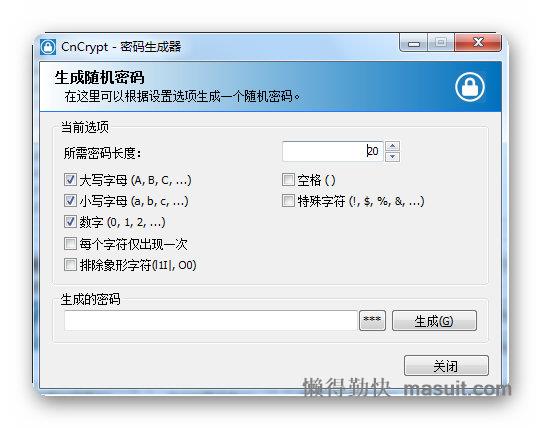 CnCrypt - 密码生成器
生成随机密码
在这里可以根据设置选项生成一个随机密码。
当前选项
所需密码长度： 20
大写字母 (A, B, C, ...) 空格 ( )
小写字母 (a, b, c, ...) 特殊字符 (!, $, %, &, ...)
数字 (0, 1, 2, ...)
每个字符仅出现一次
排除象形字符(l1I|, O0)
生成的密码
*** 生成(G)
关闭
懒得勤快 masuit.com